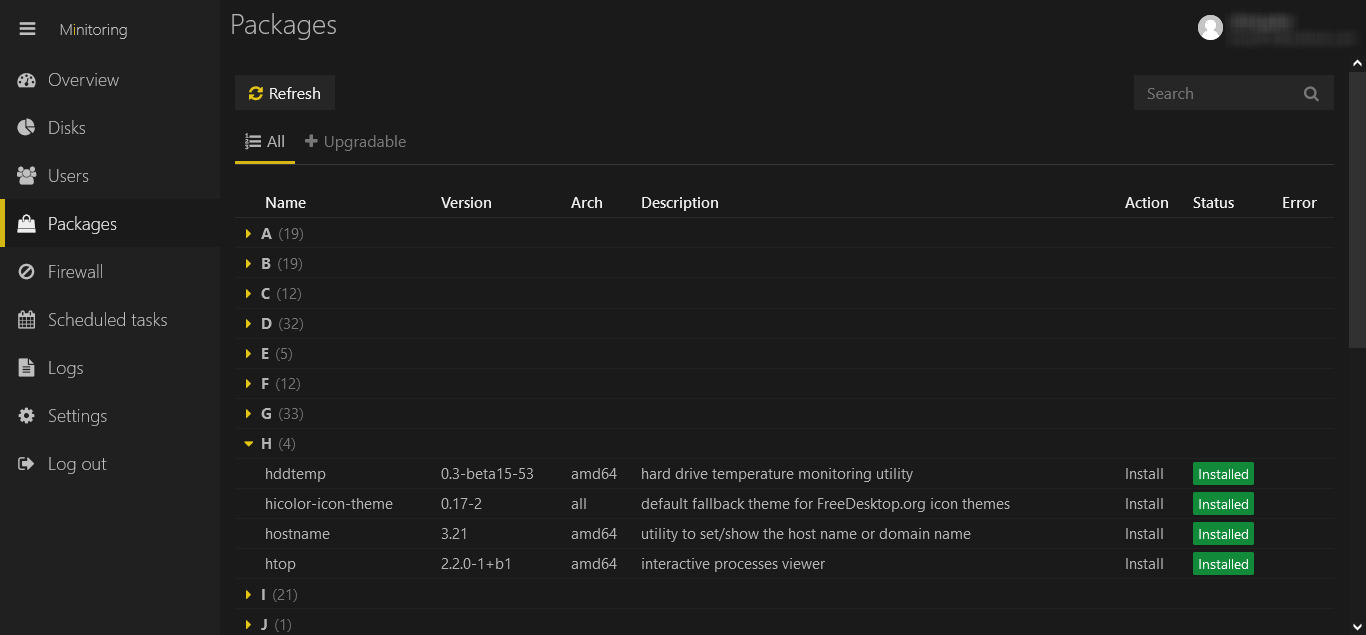 Minitoring
Packages
Overview
Disks
Users
Packages
Firewall
Scheduled tasks
Logs
Settings
Log out
Refresh
Search
All Upgradable
Name Version Arch Description Action Status Error
A (19)
B (19)
C (12)
D (32)
E (5)
F (12)
G (33)
H (4)
hddtemp 0.3-beta15-53 amd64 hard drive temperature monitoring utility Install Installed
hicolor-icon-theme 0.17-2 all default fallback theme for FreeDesktop.org icon themes Install Installed
hostname 3.21 amd64 utility to set/show the host name or domain name Install Installed
htop 2.2.0-1+b1 amd64 interactive processes viewer Install Installed
I (21)
J (1)